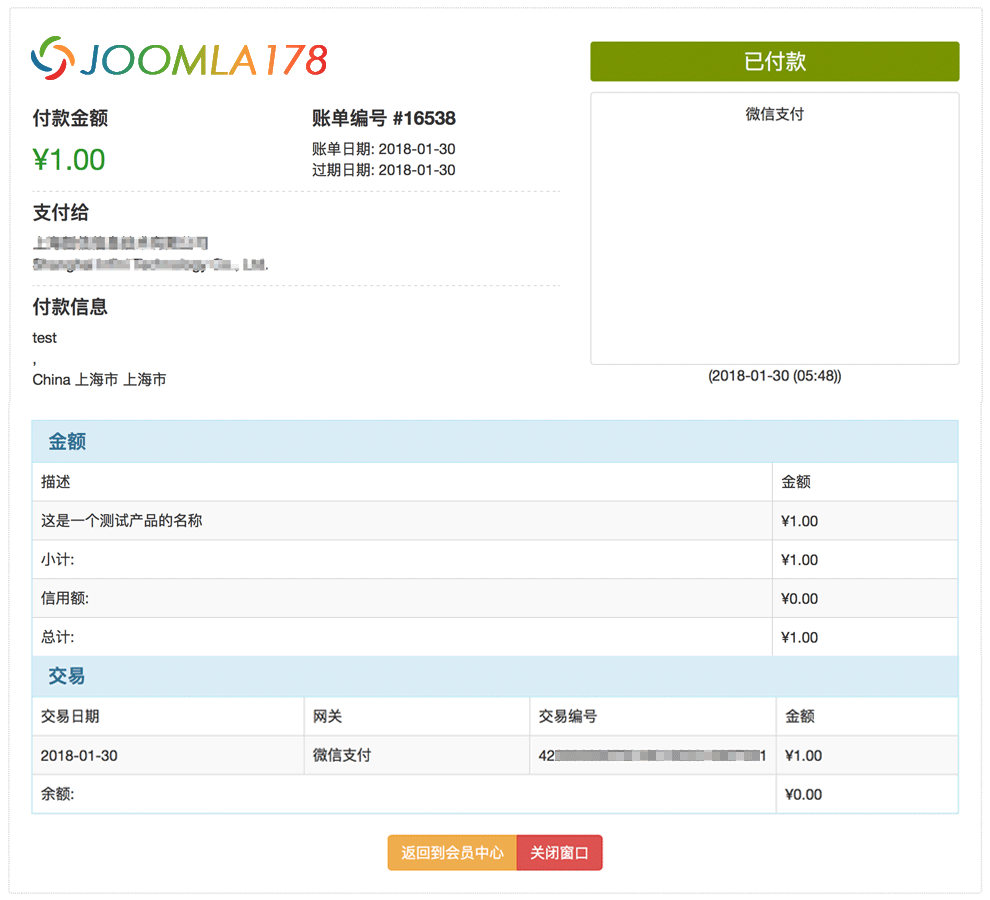 JOOMLA178
已付款
微信支付
(2018-01-30 (05:48))
付款金额
¥1.00
账单编号 #16538
账单日期: 2018-01-30
过期日期: 2018-01-30
支付给
付款信息
test
,
China 上海市 上海市
金额
描述 金额
这是一个测试产品的名称 ¥1.00
小计: ¥1.00
信用额: ¥0.00
总计: ¥1.00
交易
交易日期 网关 交易编号 金额
2018-01-30 微信支付 ¥1.00
余额: ¥0.00
返回到会员中心 关闭窗口